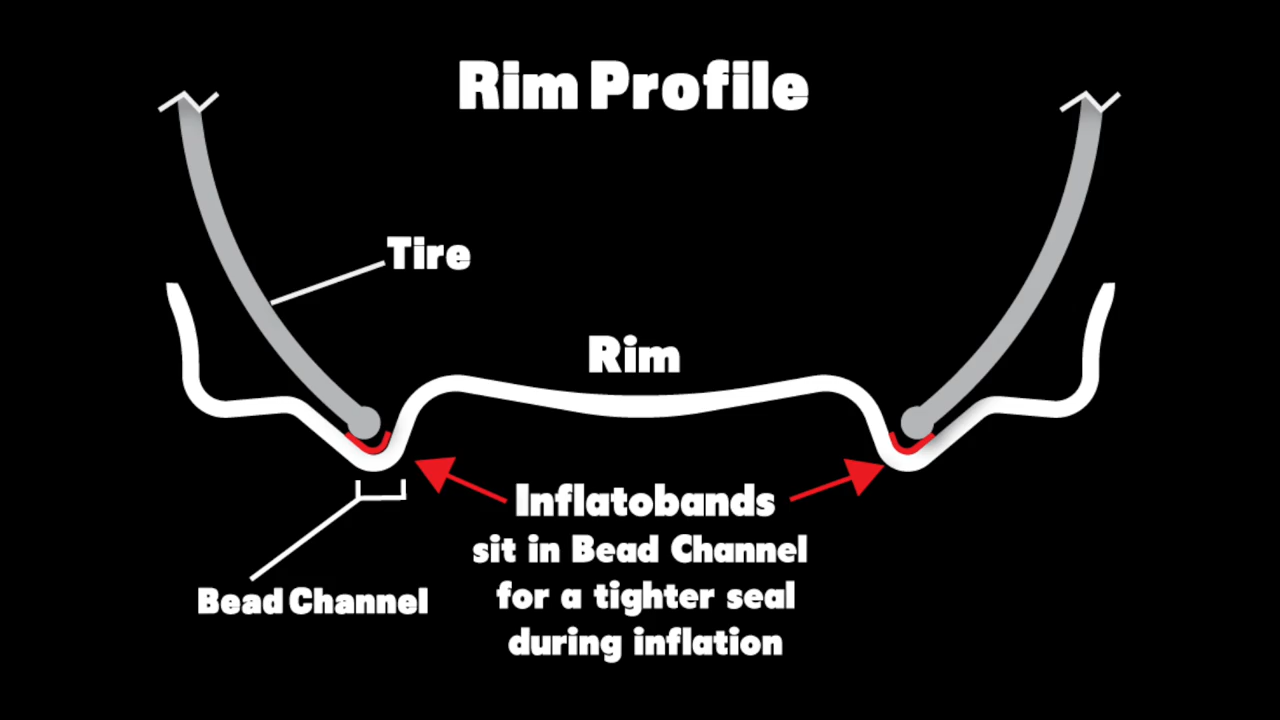 Rim Profile
Tire
Rim
Inflatobands
sit in Bead Channel
for a tighter seal
during inflation
Bead Channel